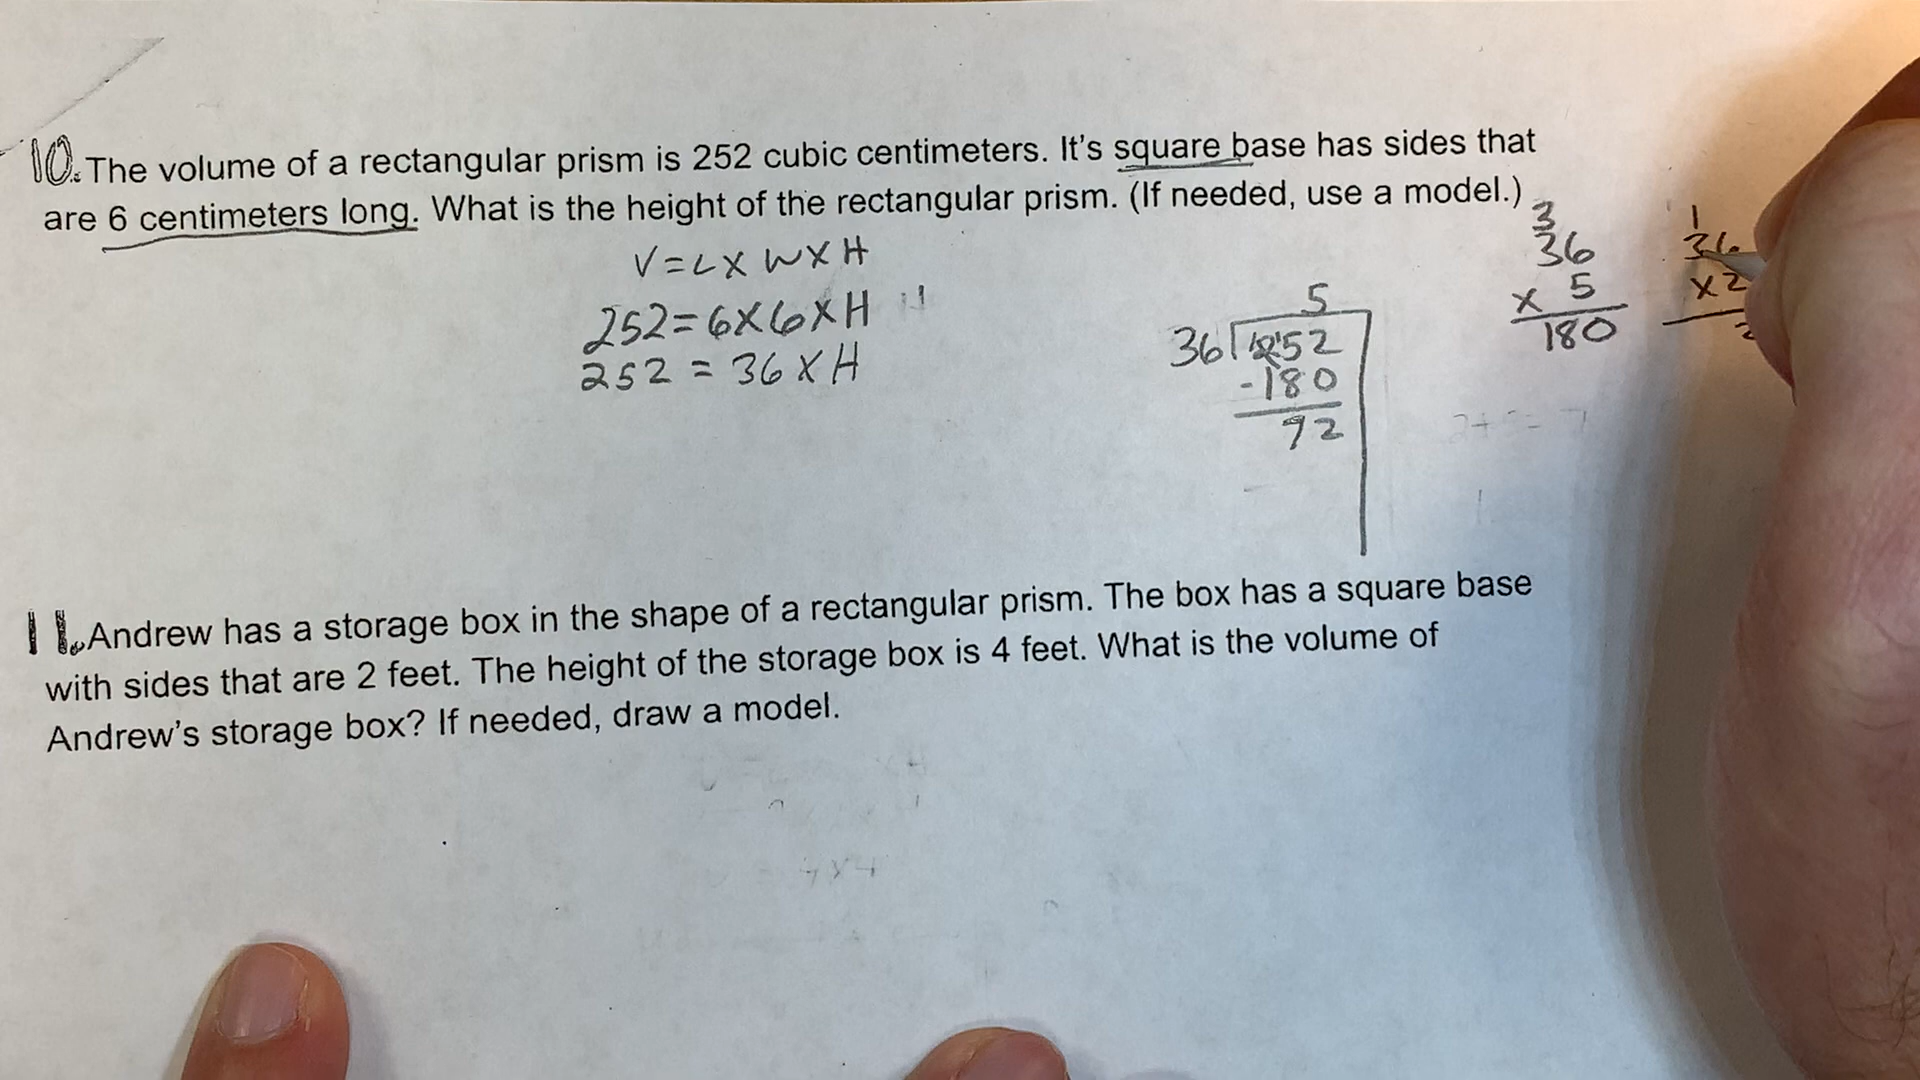 10. The volume of a rectangular prism is 252 cubic centimeters. It's square base has sides that
are 6 centimeters long. What is the height of the rectangular prism. (If needed, use a model.)
V = L X W X H
252 = 6 X 6 X H
252 = 36 X H
5
36 252
-180
72
3
36
X 5
180
1
36
X 2
2
11. Andrew has a storage box in the shape of a rectangular prism. The box has a square base
with sides that are 2 feet. The height of the storage box is 4 feet. What is the volume of
Andrew's storage box? If needed, draw a model.